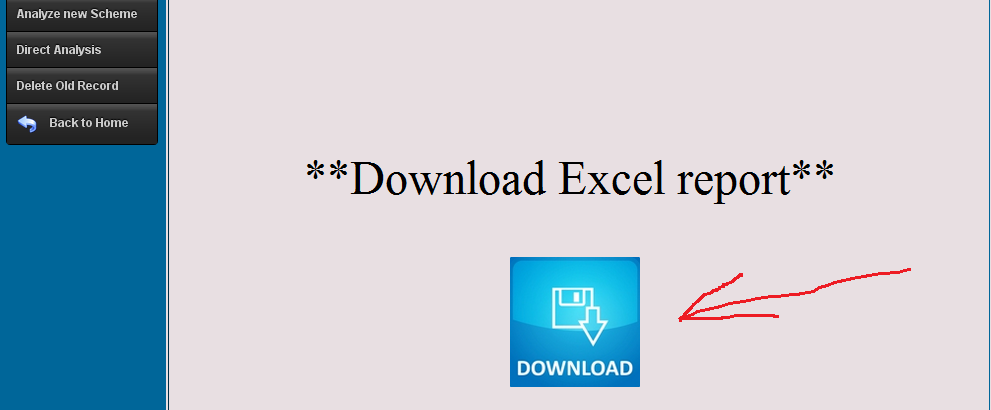 Analyze new Scheme
Direct Analysis
Delete Old Record
Back to Home
**Download Excel report**
DOWNLOAD